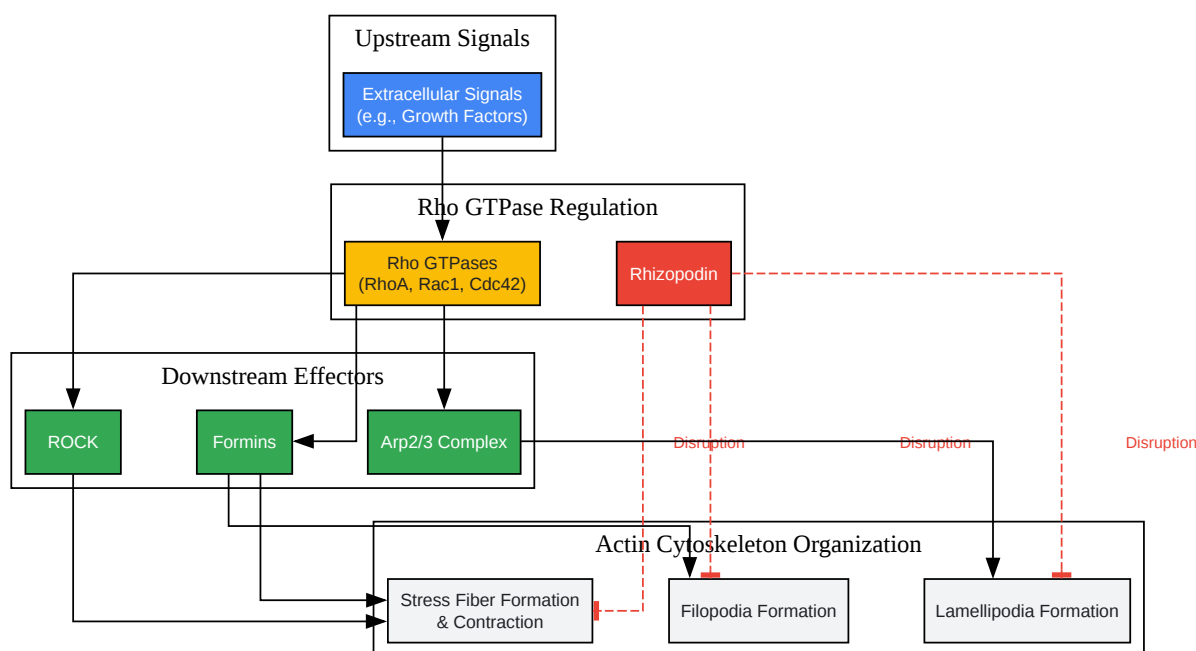 Upstream Signals
Extracellular Signals
(e.g., Growth Factors)
Rho GTPase Regulation
Rho GTPases
(RhoA, Rac1, Cdc42)
Rhizopodin
Downstream Effectors
ROCK
Formins
Arp2/3 Complex
Disruption
Disruption
Disruption
Actin Cytoskeleton Organization
Stress Fiber Formation
& Contraction
Filopodia Formation
Lamellipodia Formation